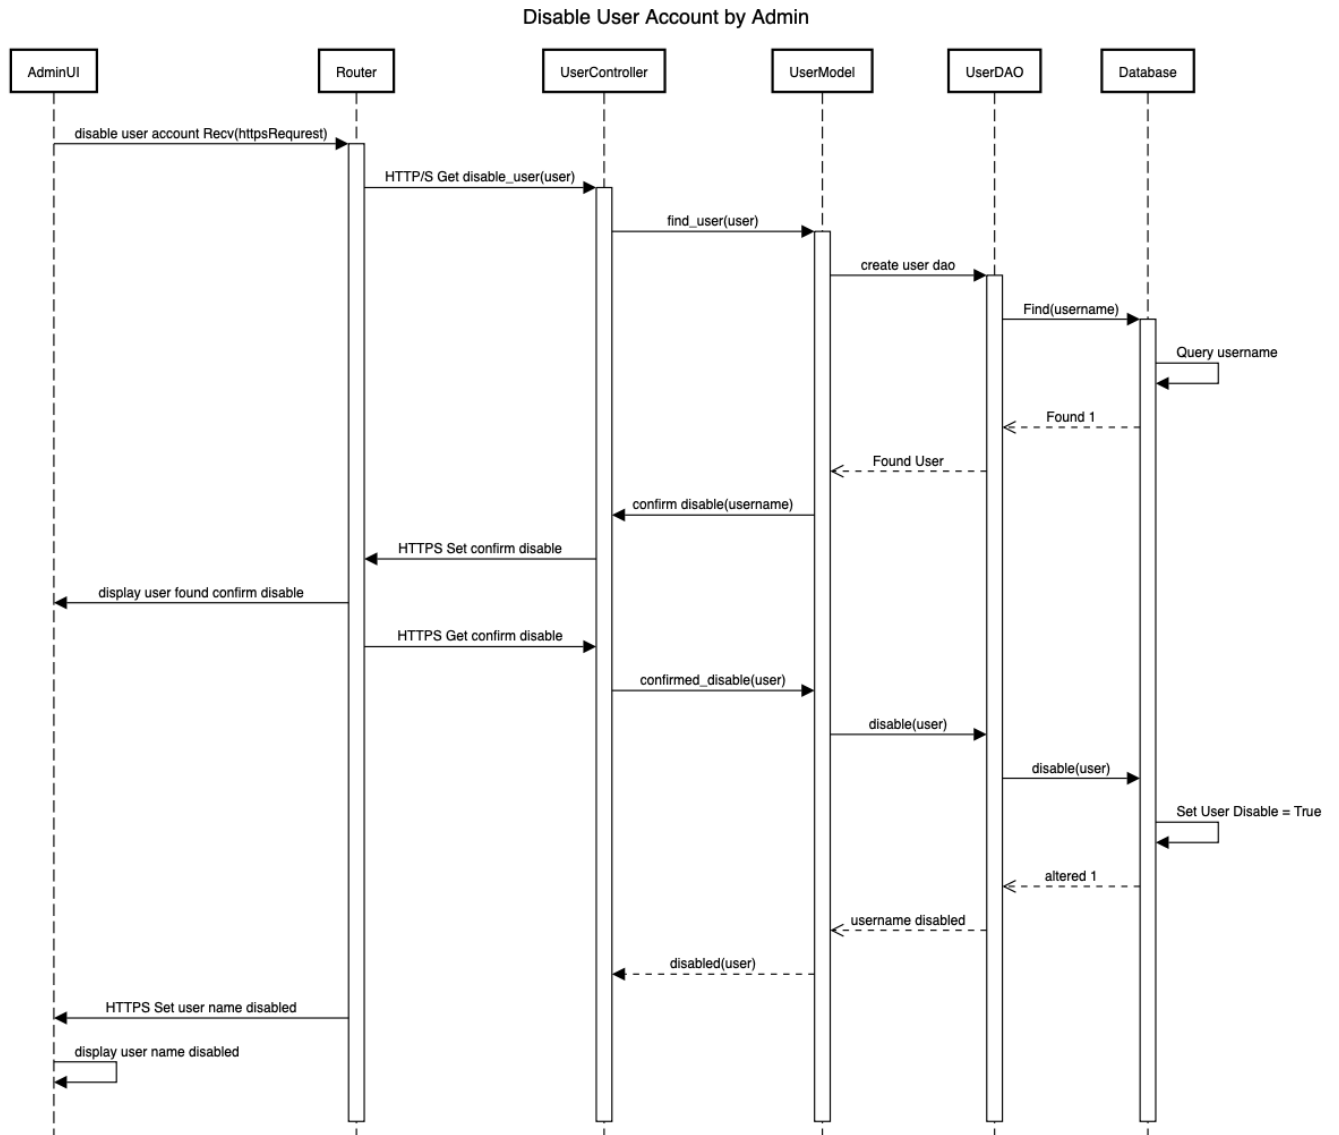 Disable User Account by Admin
AdminUI
Router
UserController
UserModel
UserDAO
Database
disable user account Recv(httpsRequrest)
HTTP/S Get disable_user(user)
find_user(user)
create user dao
Find(username)
Query username
Found 1
Found User
confirm disable(username)
HTTPS Set confirm disable
display user found confirm disable
HTTPS Get confirm disable
confirmed_disable(user)
disable(user)
disable(user)
Set User Disable = True
altered 1
username disabled
disabled(user)
HTTPS Set user name disabled
display user name disabled